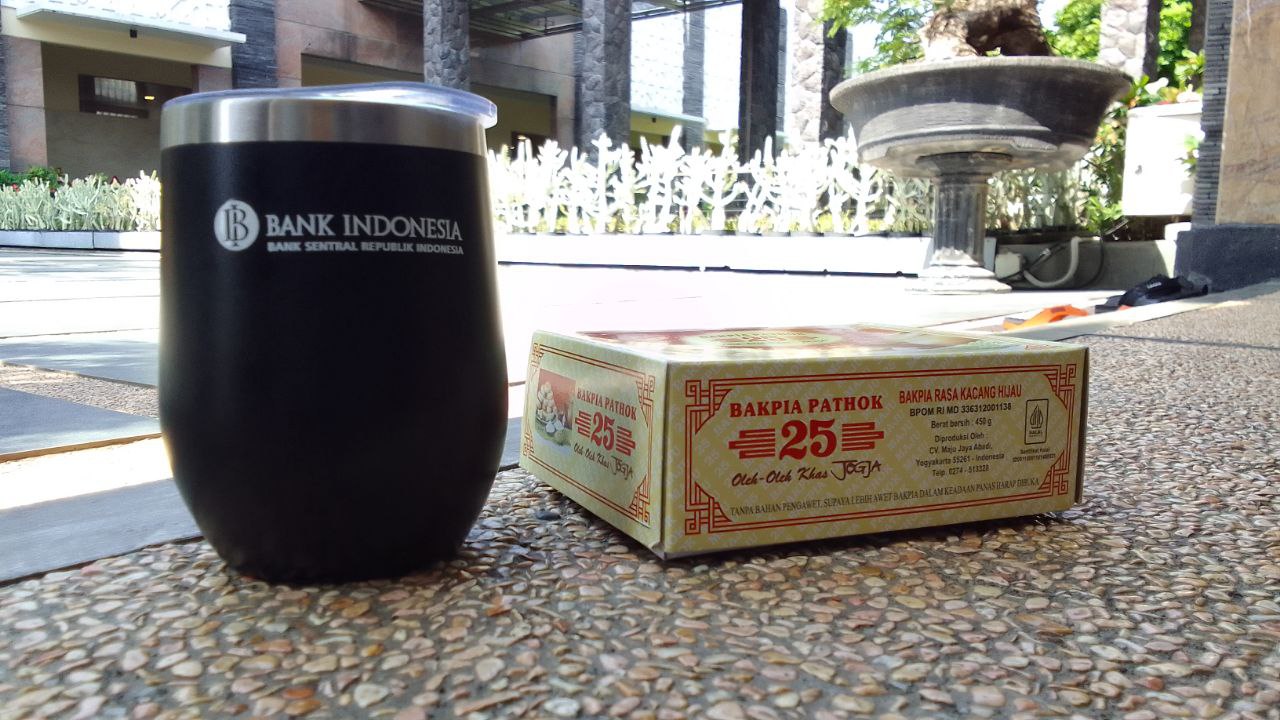 BANK INDONESIA
BANK SENTRAL REPUBLIK INDONESIA
BAKPIA PATHOK
25
Oleh-Oleh Khas JOGJA
BAKPIA PATHOK
25
Oleh-Oleh Khas JOGJA
TANPA BAHAN PENGAWET, SUPAYA LEBIH AWET BAKPIA DALAM KEADAAN PANAS HARAP DIBUKA
BAKPIA RASA KACANG HIJAU
BPOM RI MD 336312001138
Berat bersih : 450 g
Diproduksi Oleh :
CV. Maju Jaya Abadi,
Yogyakarta 55261 - Indonesia
Telp. 0274 - 513328
HALAL